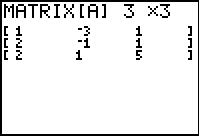 MATRIX[A] 3 ×3
[ 1 -3 1 ]
[ 2 -1 1 ]
[ 2 1 5 ]